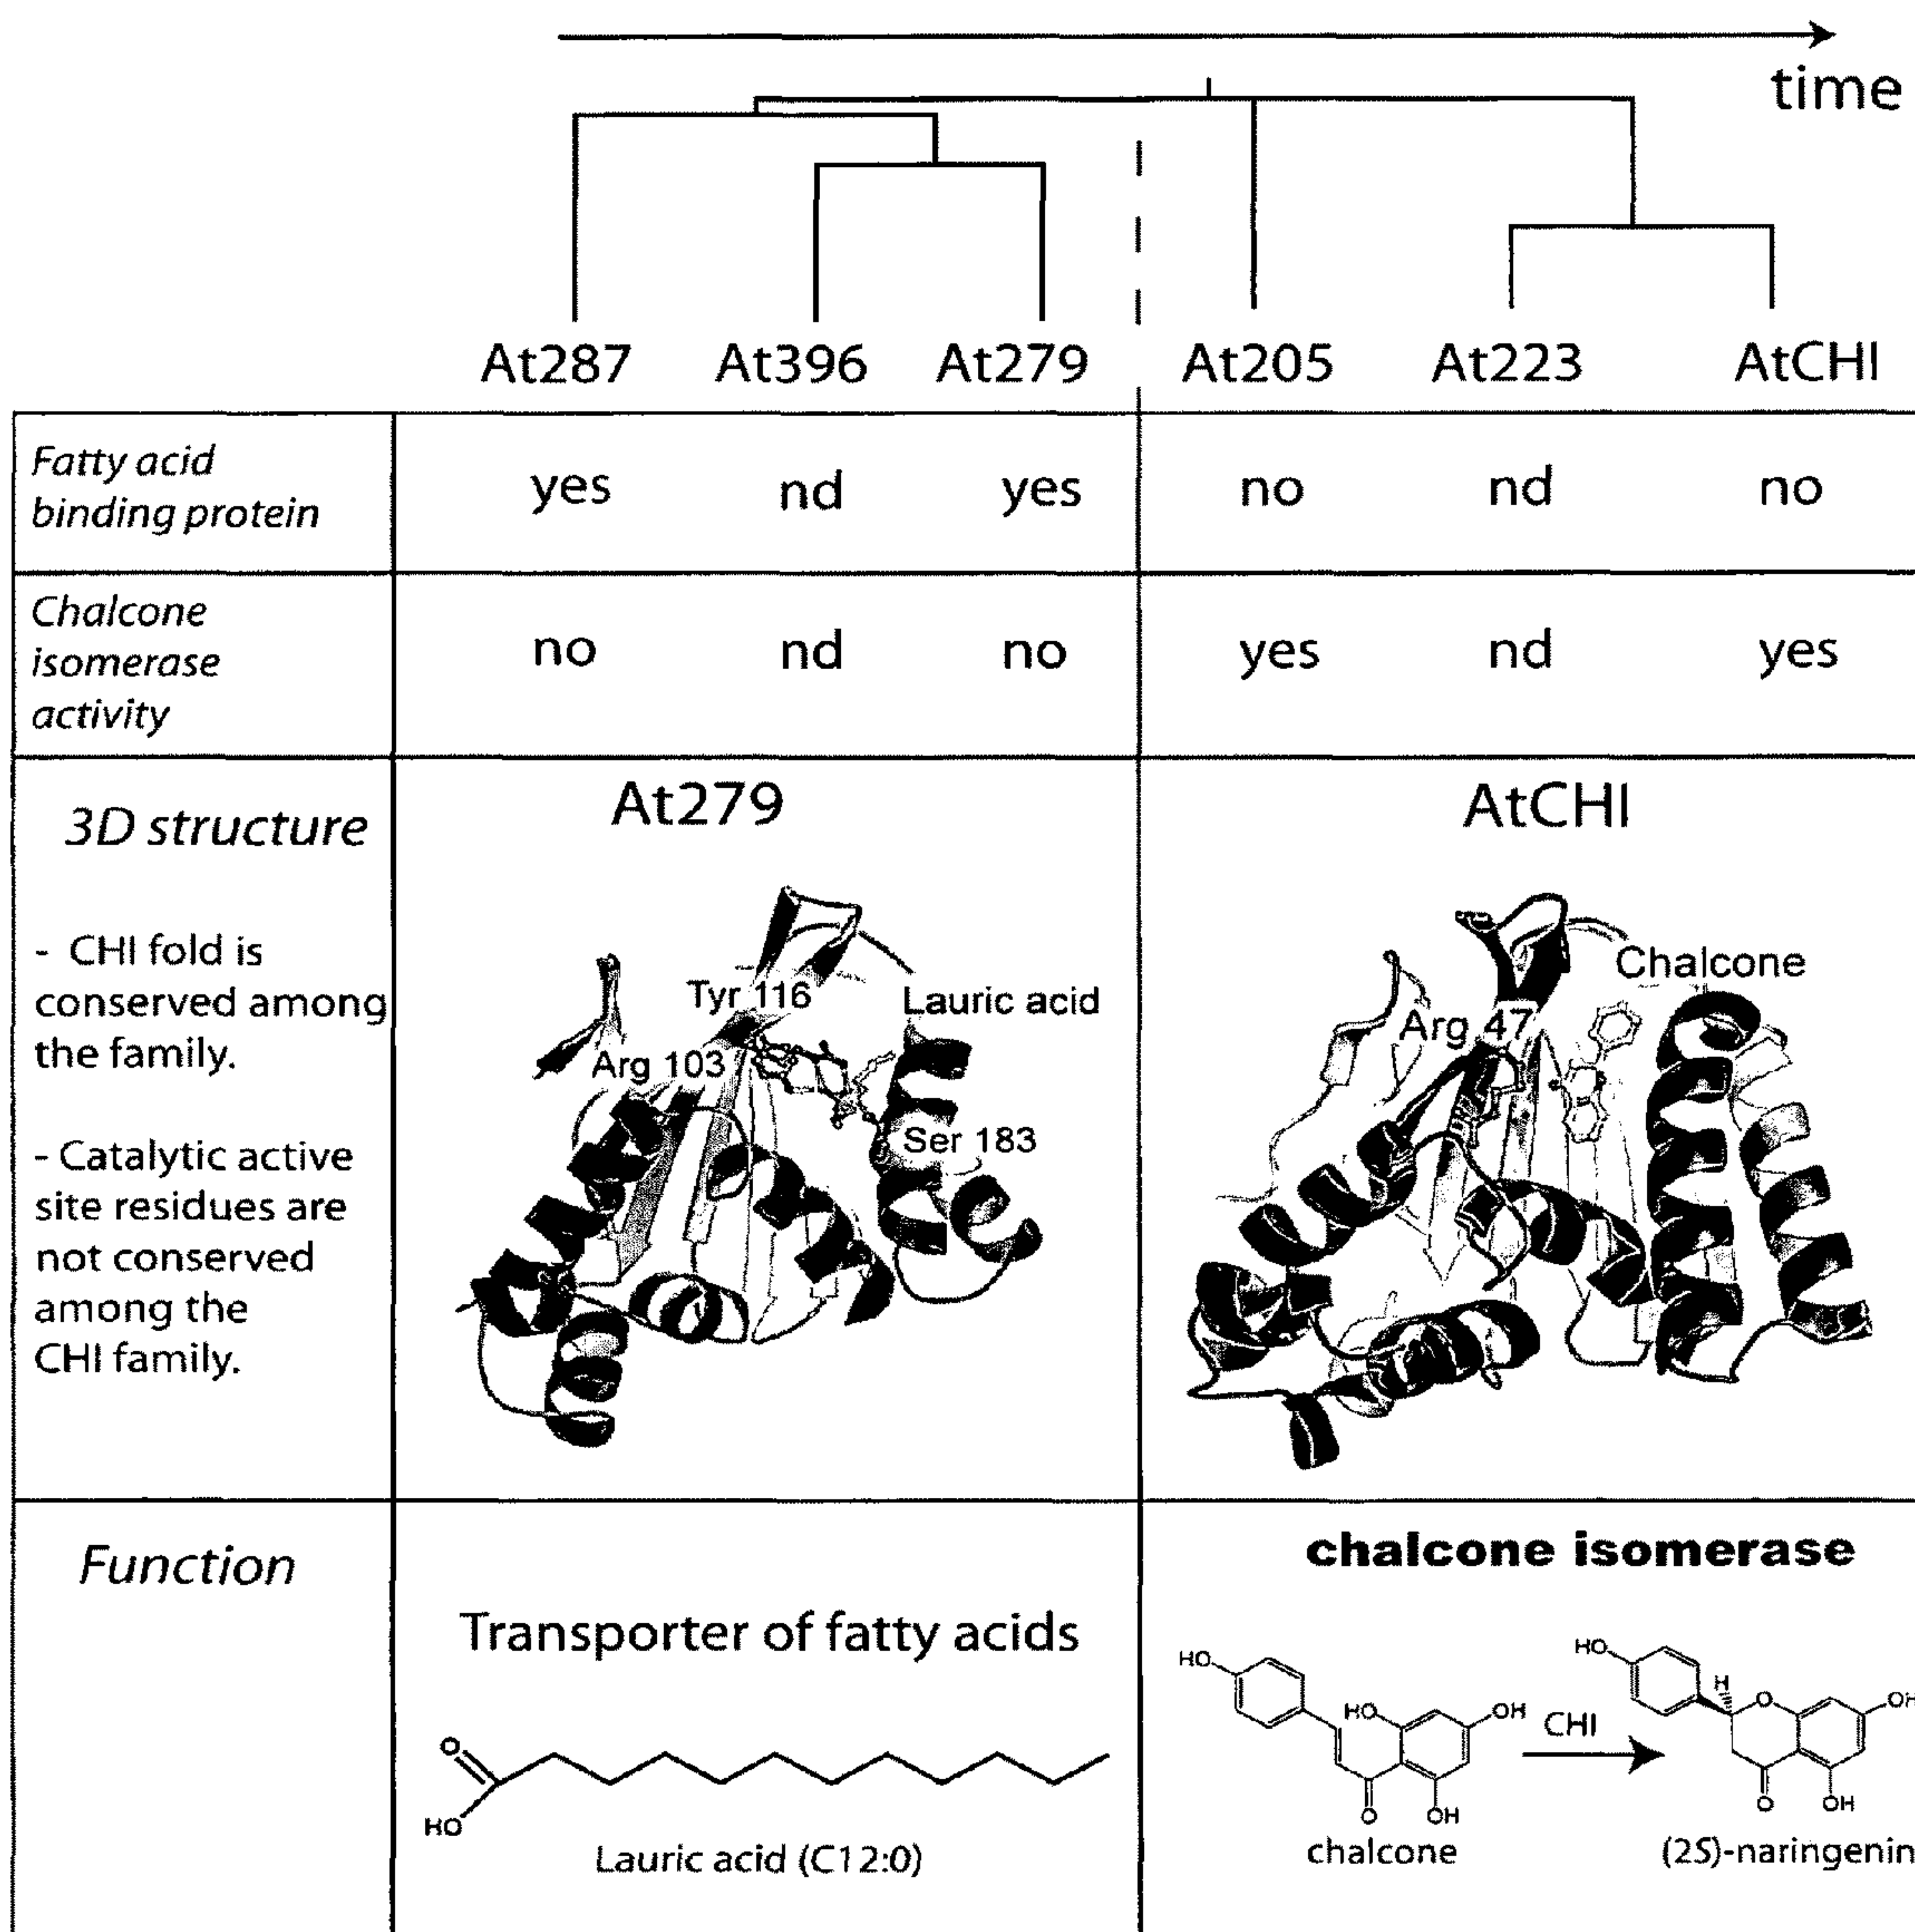 time
At287 At396 At279 At205 At223 AtCHI
Fatty acid
binding protein
yes nd yes no nd no
Chalcone
isomerase
activity
no nd no yes nd yes
3D structure
- CHI fold is
conserved among
the family.
- Catalytic active
site residues are
not conserved
among the
CHI family.
At279
Tyr 116
Lauric acid
Arg 103
Ser 183
AtCHI
Chalcone
Arg 47
Function
Transporter of fatty acids
O
HO
Lauric acid (C12:0)
chalcone isomerase
HO
HO
OH
O
OH
chalcone
CHI
HO
H
O
OH
O
OH
(2S)-naringenin